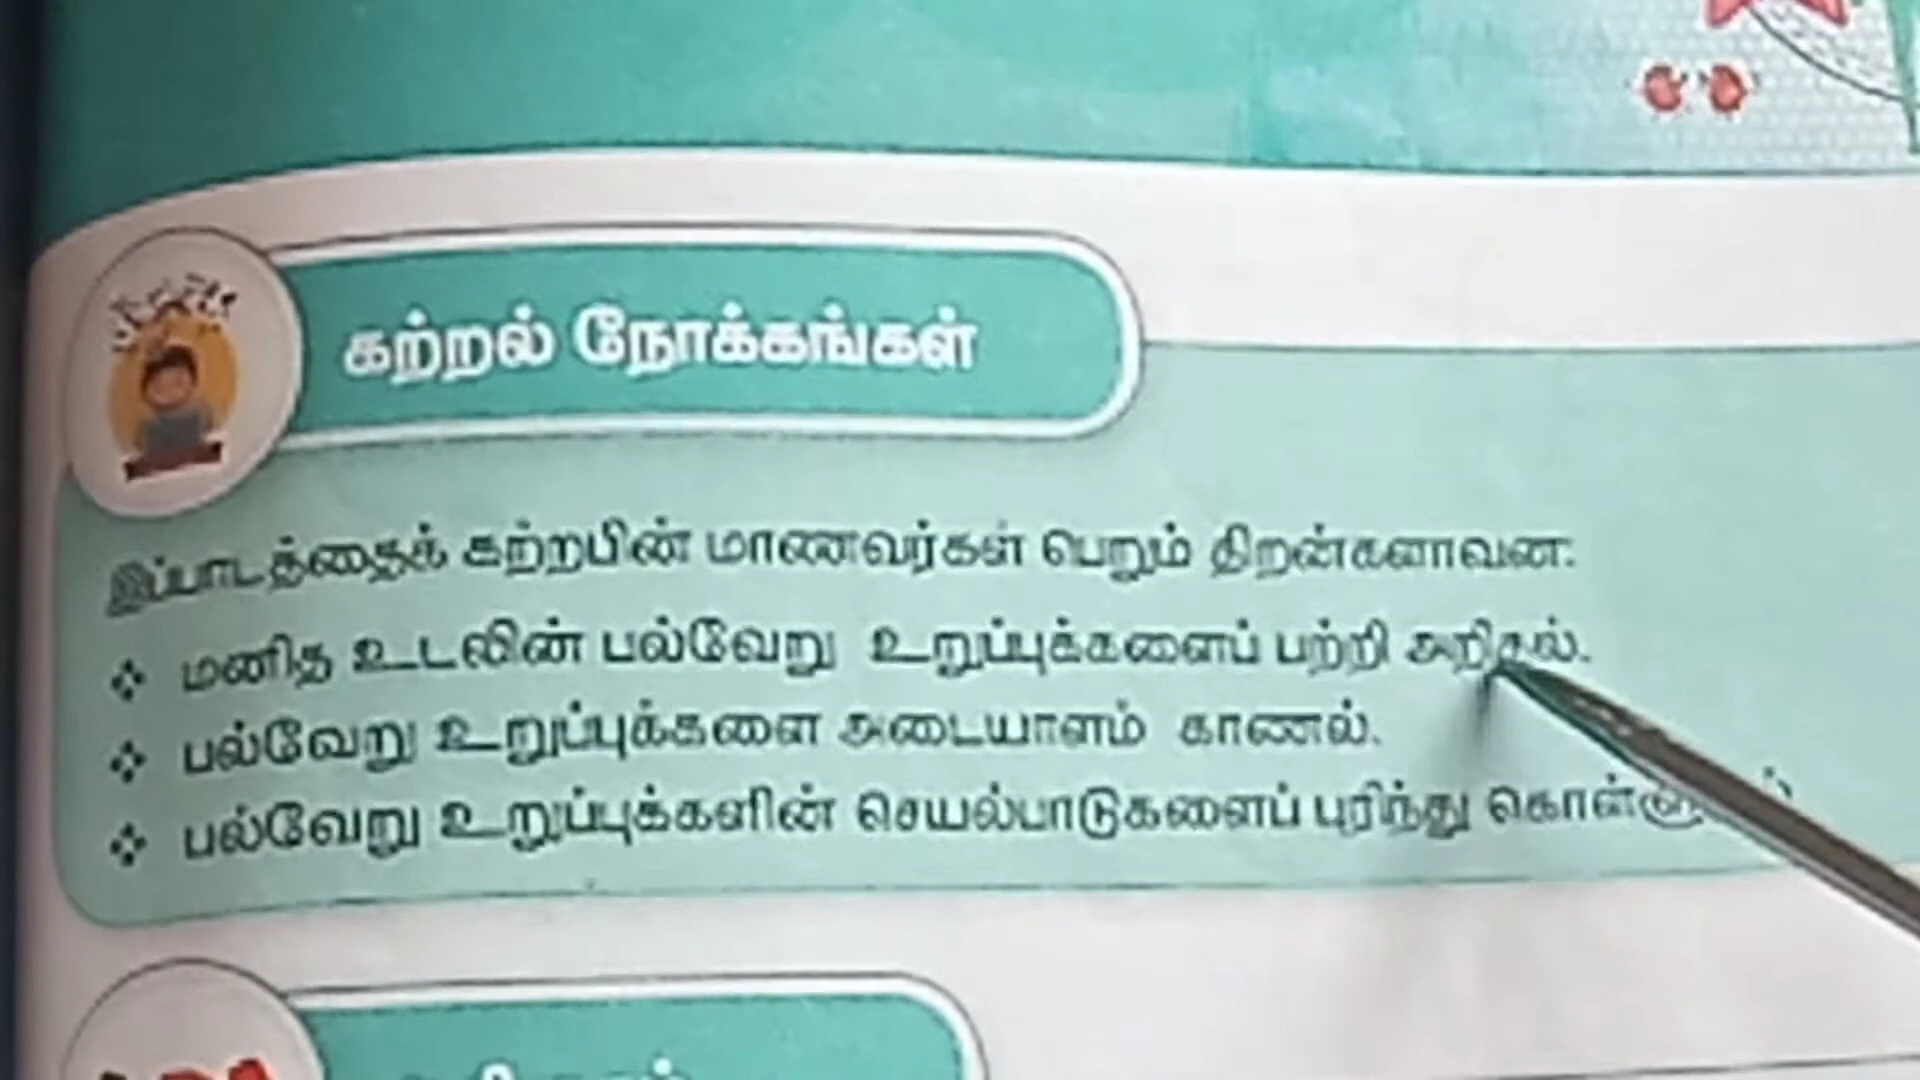 கற்றல் நோக்கங்கள்
இப்பாடத்தைக் கற்றபின் மாணவர்கள் பெறும் திறன்களாவன:
❖ மனித உடலின் பல்வேறு உறுப்புக்களைப் பற்றி அறிதல்.
❖ பல்வேறு உறுப்புக்களை அடையாளம் காணல்.
❖ பல்வேறு உறுப்புக்களின் செயல்பாடுகளைப் புரிந்து